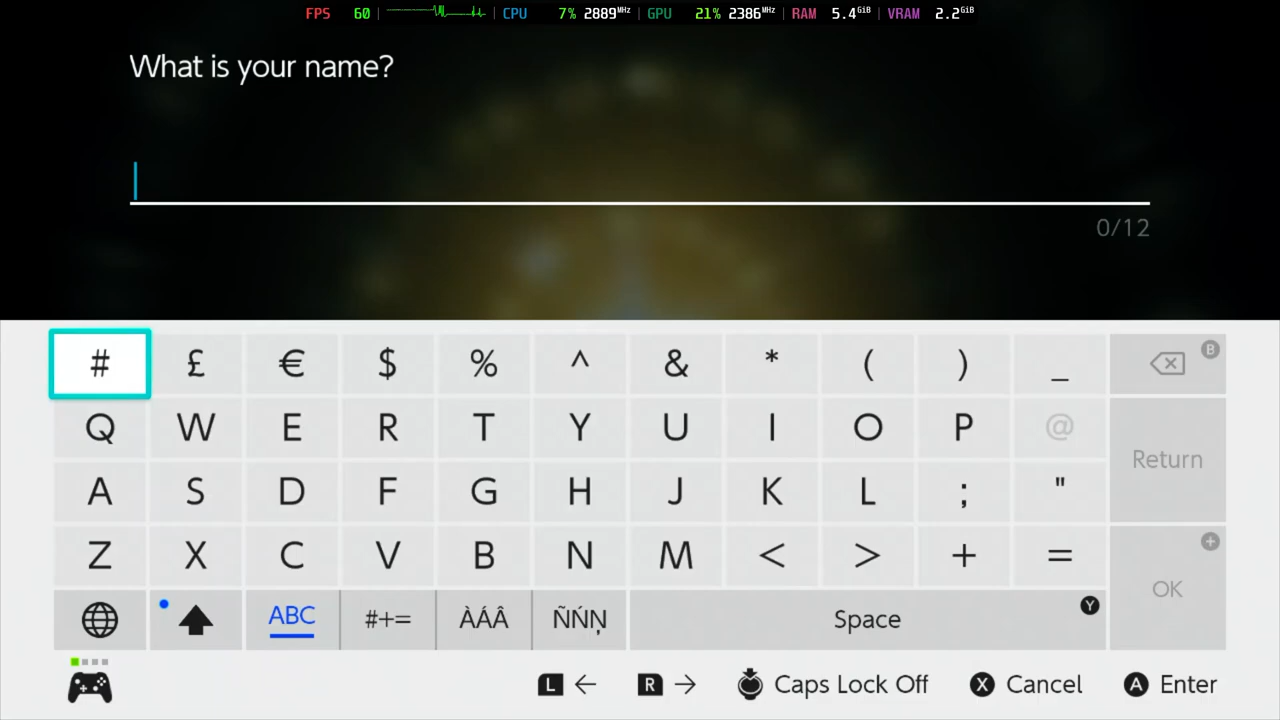 FPS 60 | CPU 7% 2889MHz | GPU 21% 2386MHz | RAM 5.4GiB | VRAM 2.2GiB
What is your name?
0/12
# £ € $ % ^ & * ( ) _ B
Q W E R T Y U I O P @ Return
A S D F G H J K L ; "
Z X C V B N M < > + = + OK
ABC #+= ÀÁÂ ÑŃŅ Space Y
L ← R → Caps Lock Off X Cancel A Enter